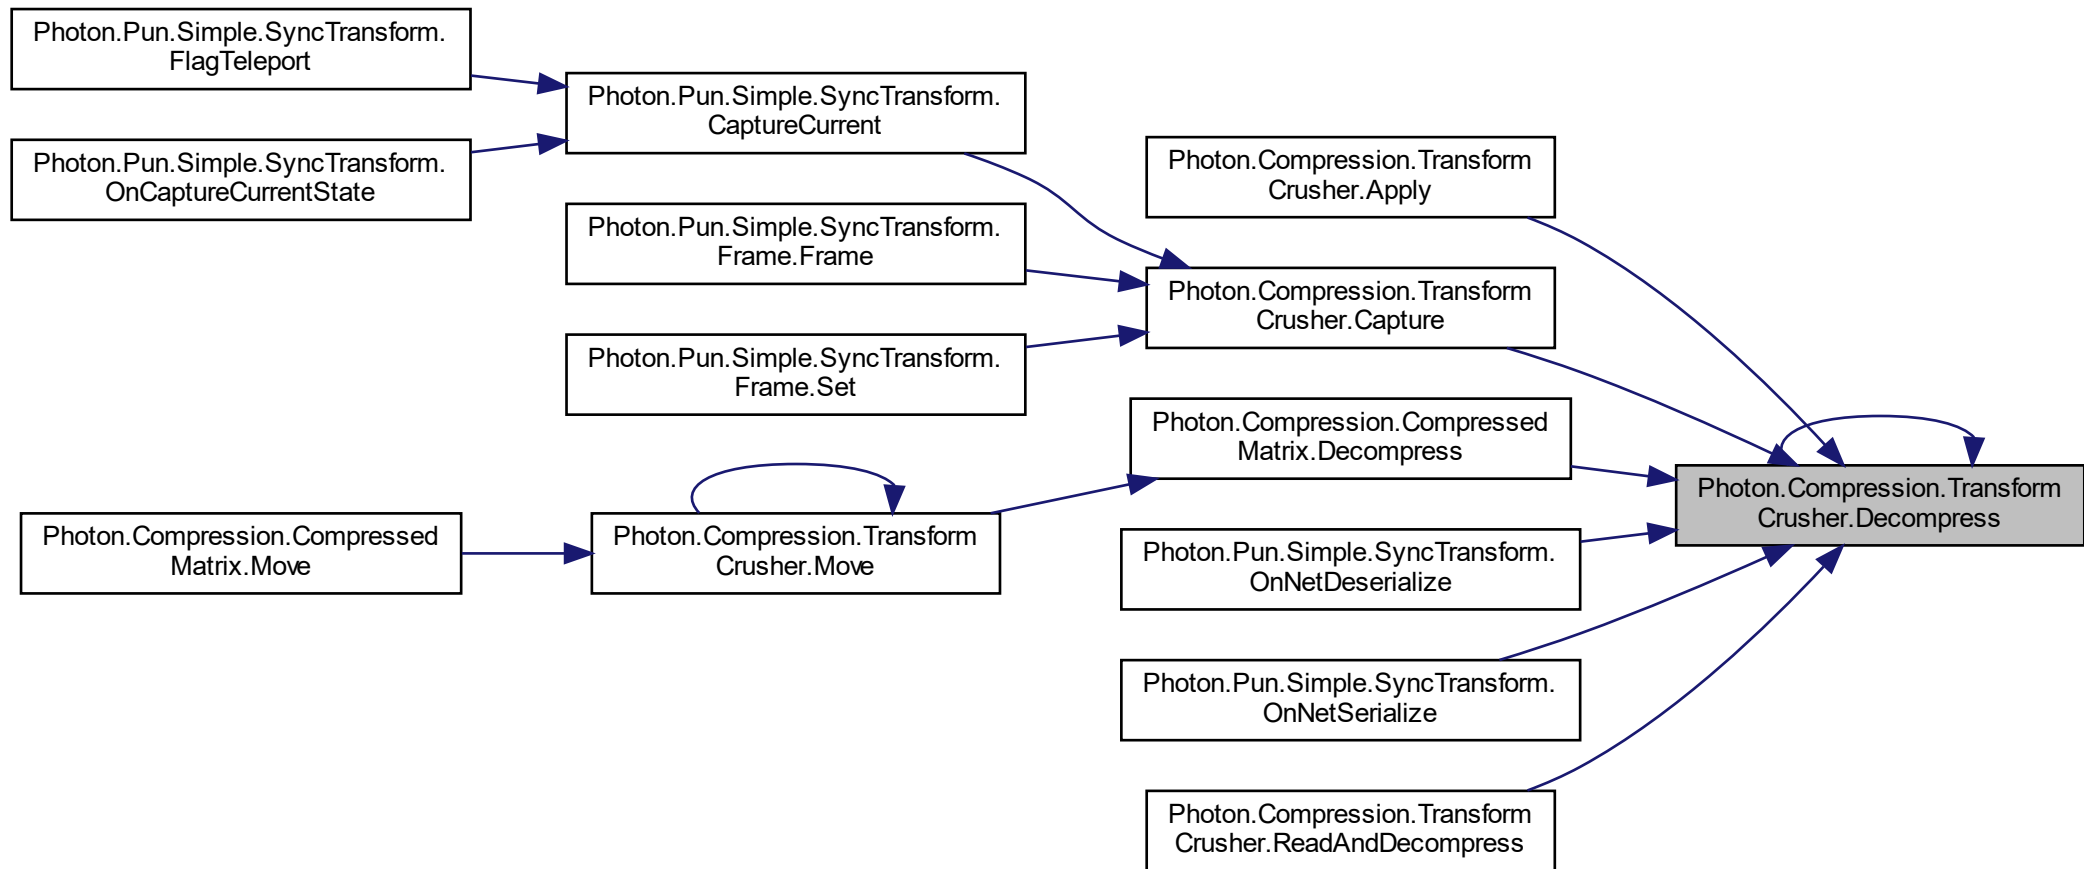 Photon.Pun.Simple.SyncTransform.
FlagTeleport
Photon.Pun.Simple.SyncTransform.
CaptureCurrent
Photon.Pun.Simple.SyncTransform.
OnCaptureCurrentState
Photon.Compression.Transform
Crusher.Apply
Photon.Pun.Simple.SyncTransform.
Frame.Frame
Photon.Compression.Transform
Crusher.Capture
Photon.Pun.Simple.SyncTransform.
Frame.Set
Photon.Compression.Compressed
Matrix.Decompress
Photon.Compression.Transform
Crusher.Decompress
Photon.Compression.Compressed
Matrix.Move
Photon.Compression.Transform
Crusher.Move
Photon.Pun.Simple.SyncTransform.
OnNetDeserialize
Photon.Pun.Simple.SyncTransform.
OnNetSerialize
Photon.Compression.Transform
Crusher.ReadAndDecompress